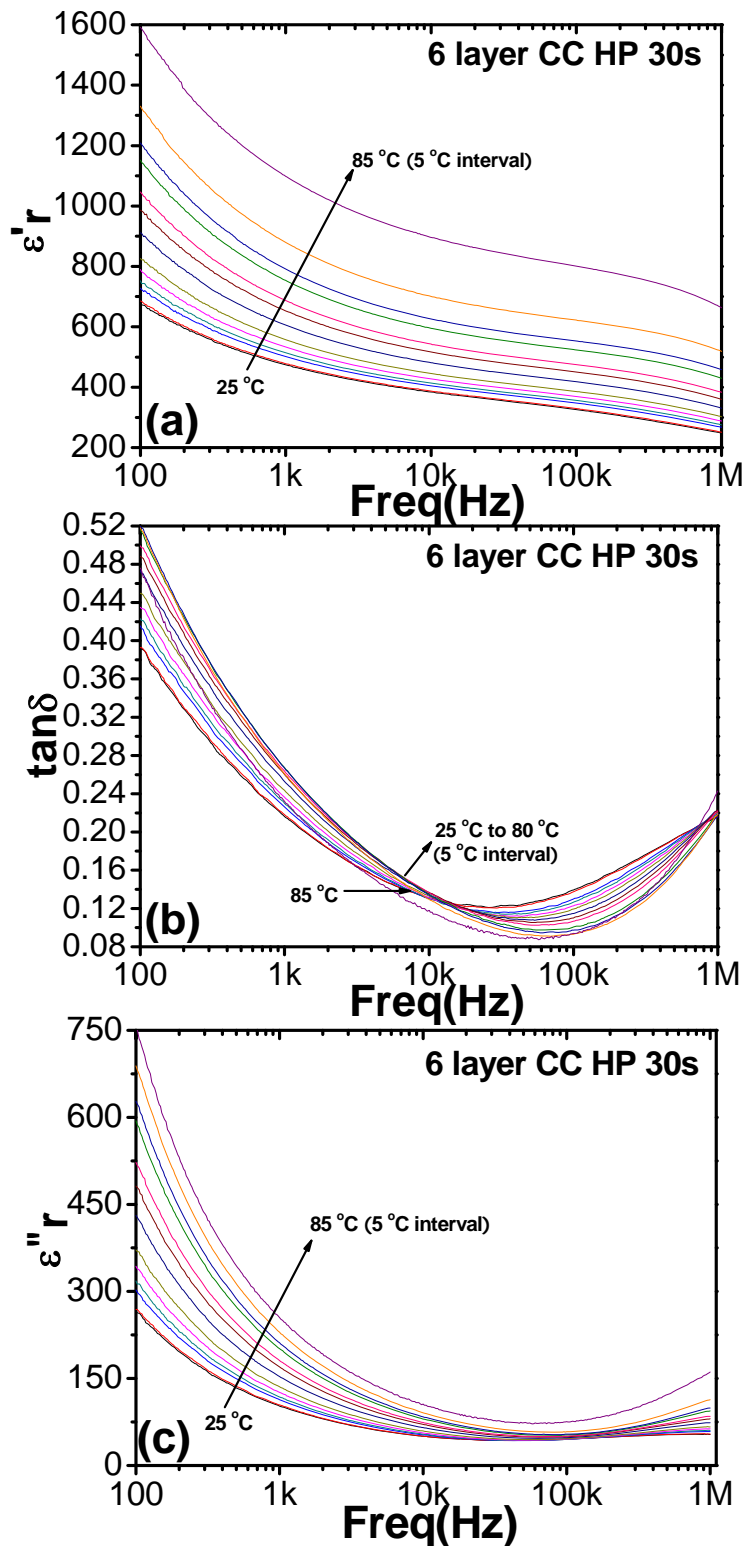 1600
1400
1200
1000
800
600
400
200
ε'r
6 layer CC HP 30s
85 °C (5 °C interval)
25 °C
(a)
100 1k 10k 100k 1M
Freq(Hz)
0.52
0.48
0.44
0.40
0.36
0.32
0.28
0.24
0.20
0.16
0.12
0.08
tanδ
6 layer CC HP 30s
25 °C to 80 °C
(5 °C interval)
85 °C
(b)
100 1k 10k 100k 1M
Freq(Hz)
750
600
450
300
150
0
ε"r
6 layer CC HP 30s
85 °C (5 °C interval)
25 °C
(c)
100 1k 10k 100k 1M
Freq(Hz)